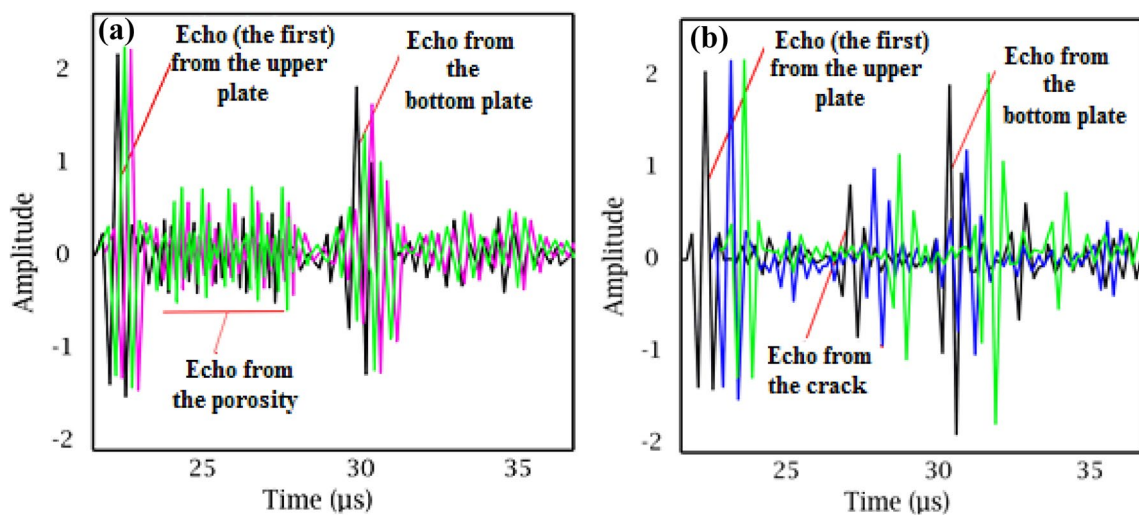 (a)
Echo (the first)
from the upper
plate
Echo from
the
bottom plate
Echo from
the porosity
Amplitude
2
1
0
-1
-2
25
30
35
Time (μs)
(b)
Echo (the first)
from the upper
plate
Echo from
the
bottom plate
Echo from
the crack
Amplitude
2
1
0
-1
-2
25
30
35
Time (μs)